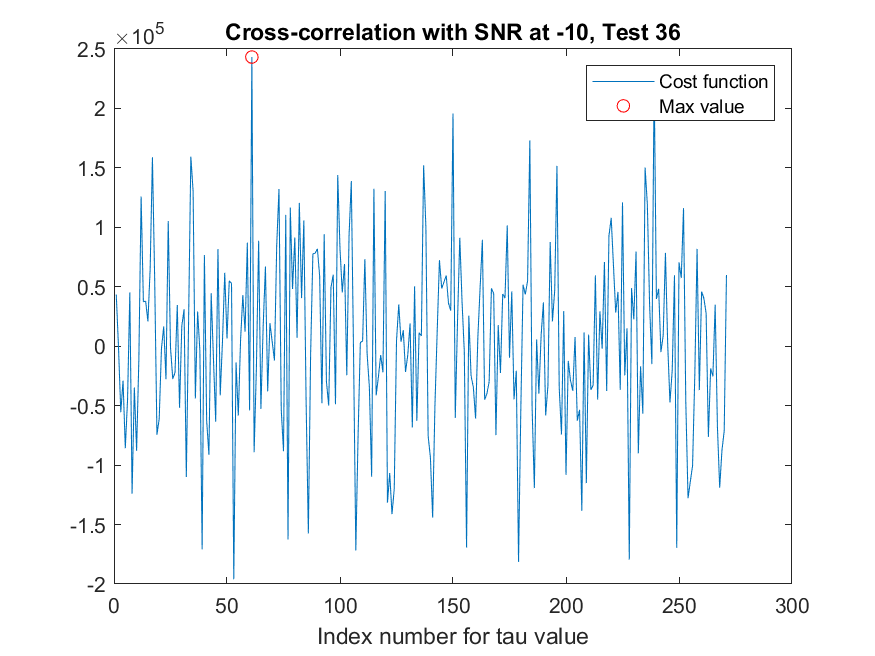 Cross-correlation with SNR at -10, Test 36
×10^5
2.5
2
1.5
1
0.5
0
-0.5
-1
-1.5
-2
0 50 100 150 200 250 300
Index number for tau value
Cost function
Max value